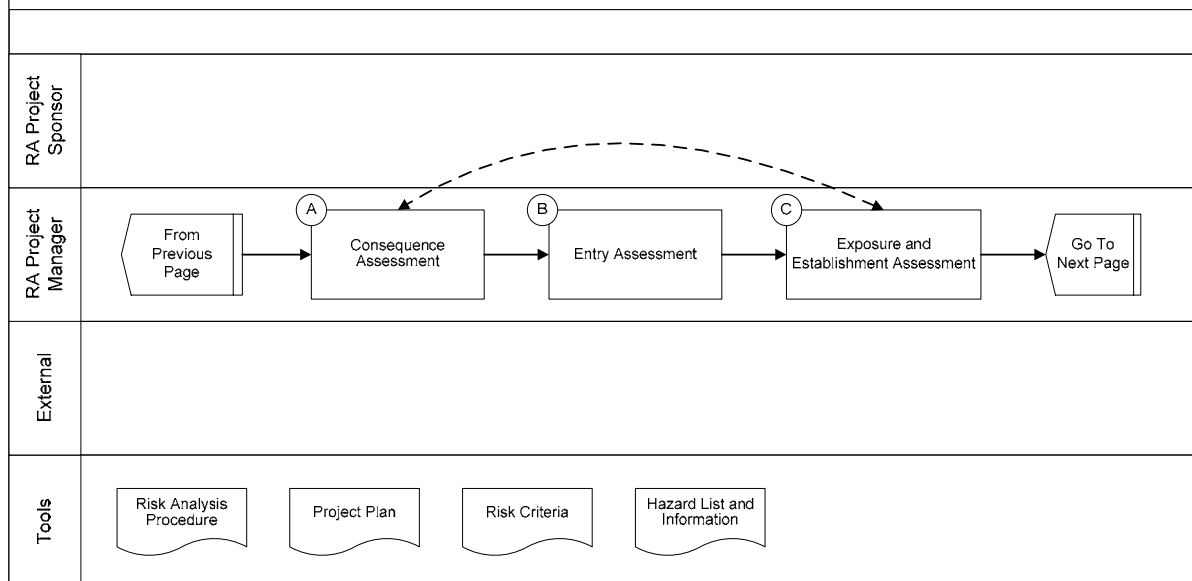 RA Project
Sponsor
RA Project
Manager
From
Previous
Page
A
Consequence
Assessment
B
Entry Assessment
C
Exposure and
Establishment Assessment
Go To
Next Page
External
Tools
Risk Analysis
Procedure
Project Plan
Risk Criteria
Hazard List and
Information